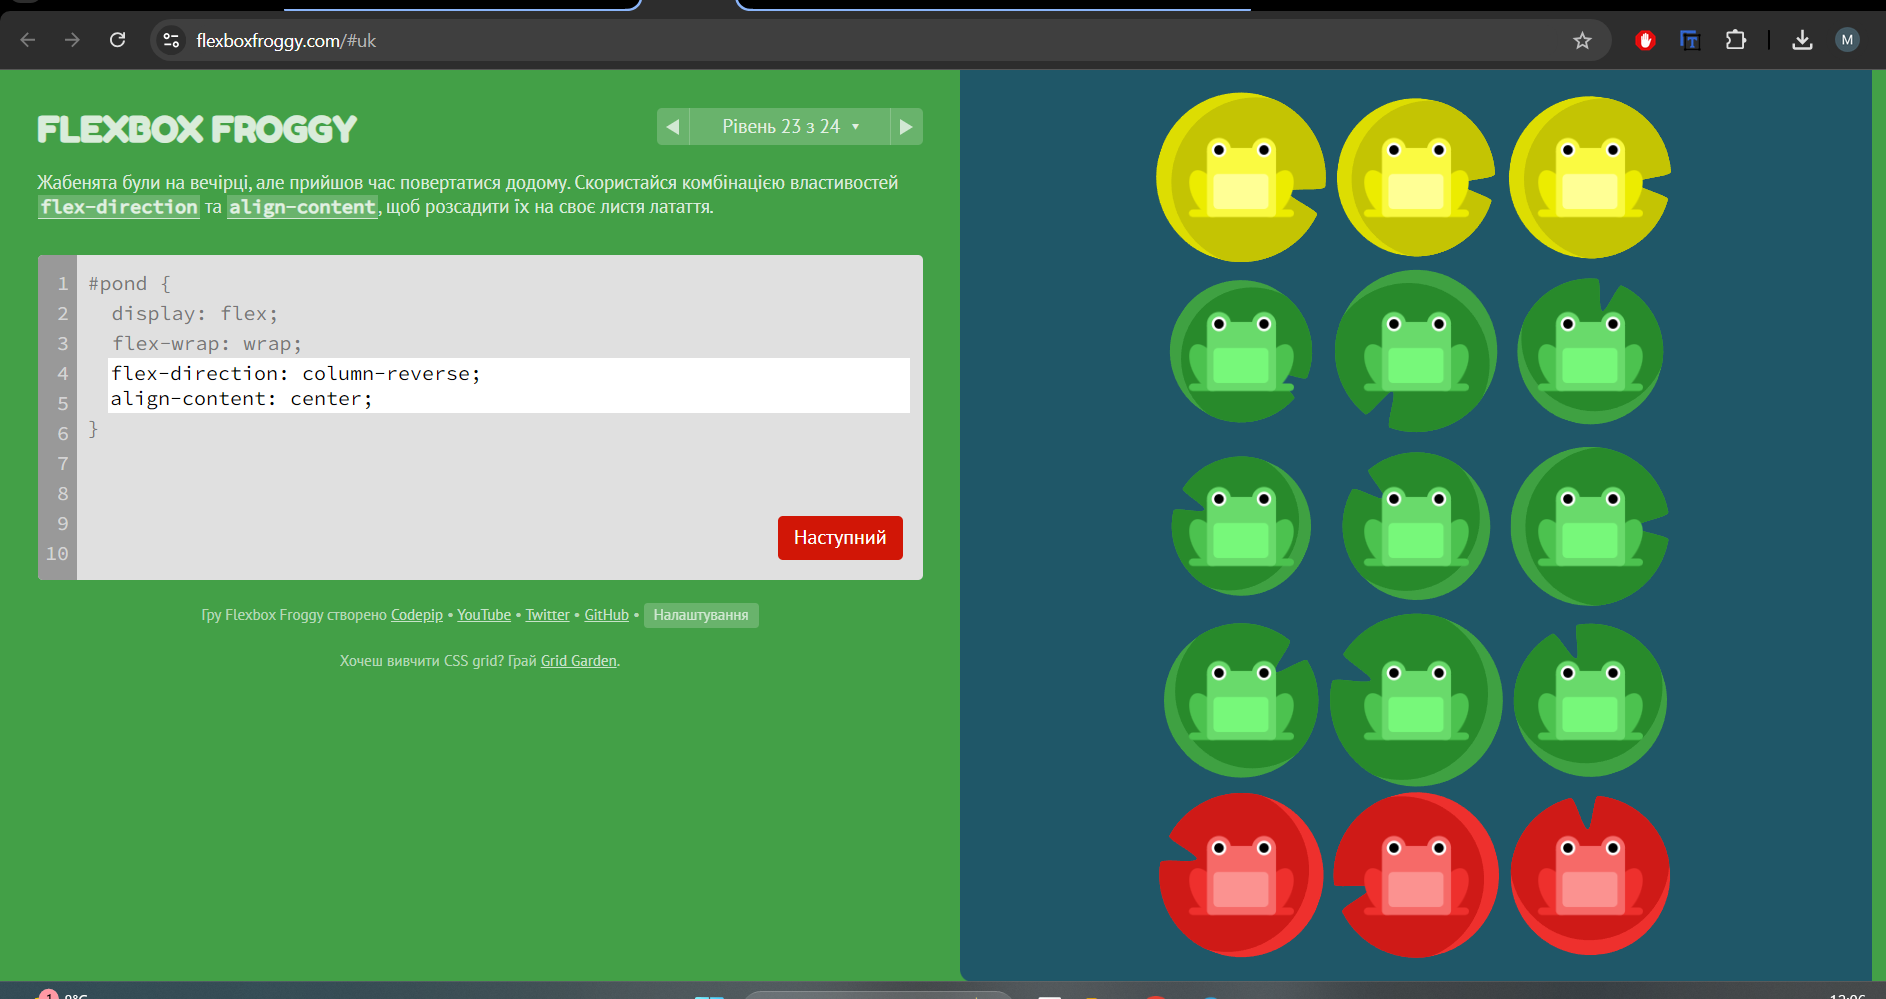 flexboxfroggy.com/#uk
M
FLEXBOX FROGGY
Рівень 23 з 24
Жабенята були на вечірці, але прийшов час повертатися додому. Скористайся комбінацією властивостей
flex-direction та align-content, щоб розсадити їх на своє листя латаття.
1 #pond {
2 display: flex;
3 flex-wrap: wrap;
4 flex-direction: column-reverse;
5 align-content: center;
6 }
7
8
9
10
Наступний
Гру Flexbox Froggy створено Codepip • YouTube • Twitter • GitHub • Налаштування
Хочеш вивчити CSS grid? Грай Grid Garden.